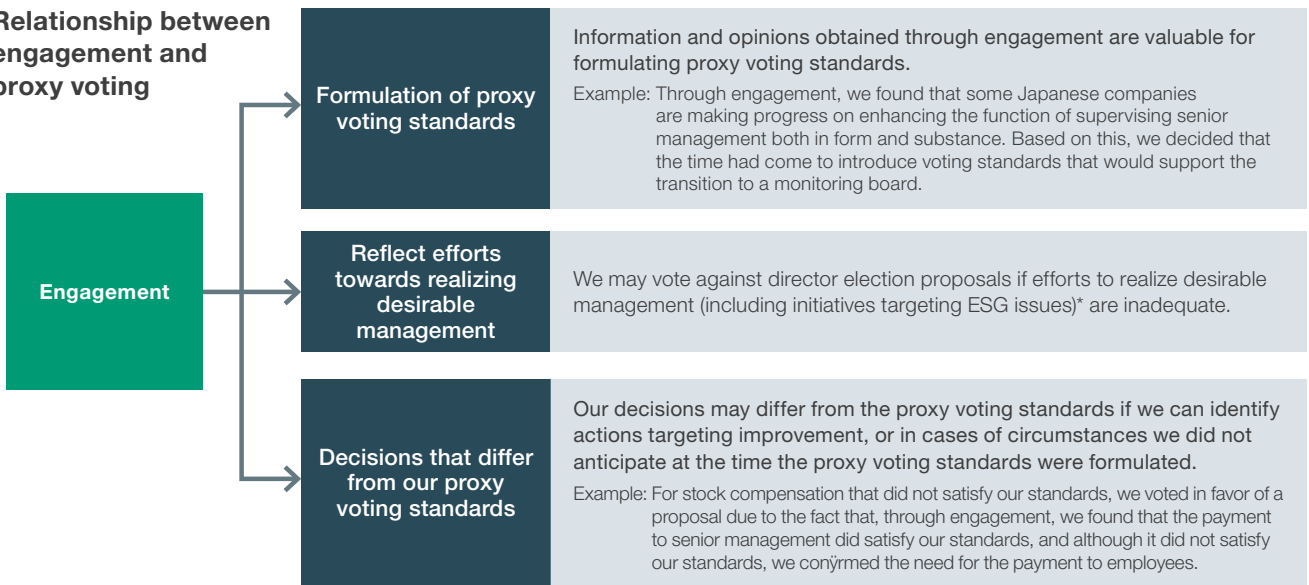 Relationship between
engagement and
proxy voting
Engagement
Formulation of proxy
voting standards
Information and opinions obtained through engagement are valuable for
formulating proxy voting standards.
Example: Through engagement, we found that some Japanese companies
are making progress on enhancing the function of supervising senior
management both in form and substance. Based on this, we decided that
the time had come to introduce voting standards that would support the
transition to a monitoring board.
Reflect efforts
towards realizing
desirable
management
We may vote against director election proposals if efforts to realize desirable
management (including initiatives targeting ESG issues)* are inadequate.
Decisions that differ
from our proxy
voting standards
Our decisions may differ from the proxy voting standards if we can identify
actions targeting improvement, or in cases of circumstances we did not
anticipate at the time the proxy voting standards were formulated.
Example: For stock compensation that did not satisfy our standards, we voted in favor of a
proposal due to the fact that, through engagement, we found that the payment
to senior management did satisfy our standards, and although it did not satisfy
our standards, we conÿrmed the need for the payment to employees.